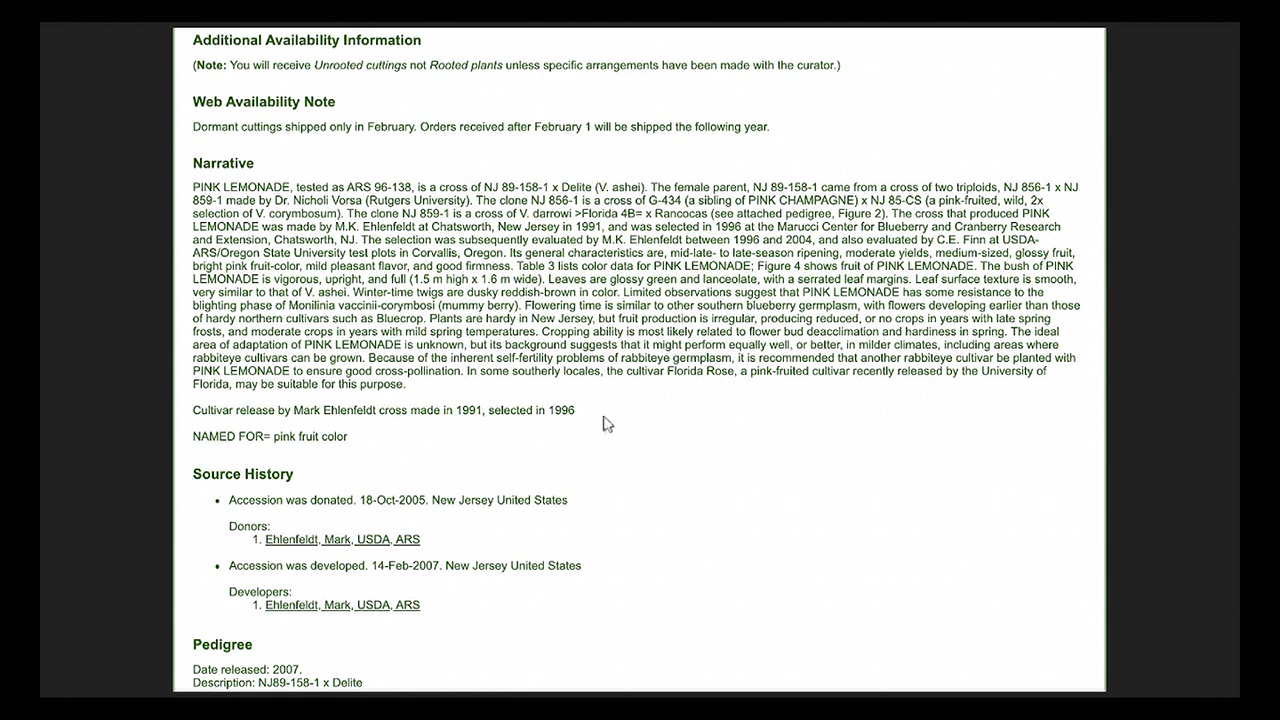 Additional Availability Information
(Note: You will receive Unrooted cuttings not Rooted plants unless specific arrangements have been made with the curator.)
Web Availability Note
Dormant cuttings shipped only in February. Orders received after February 1 will be shipped the following year.
Narrative
PINK LEMONADE, tested as ARS 96-138, is a cross of NJ 89-158-1 x Delite (V. ashei). The female parent, NJ 89-158-1 came from a cross of two triploids, NJ 856-1 x NJ
859-1 made by Dr. Nicholi Vorsa (Rutgers University). The clone NJ 856-1 is a cross of G-434 (a sibling of PINK CHAMPAGNE) x NJ 85-CS (a pink-fruited, wild, 2x
selection of V. corymbosum). The clone NJ 859-1 is a cross of V. darrowi >Florida 4B= x Rancocas (see attached pedigree, Figure 2). The cross that produced PINK
LEMONADE was made by M.K. Ehlenfeldt at Chatsworth, New Jersey in 1991, and was selected in 1996 at the Marucci Center for Blueberry and Cranberry Research
and Extension, Chatsworth, NJ. The selection was subsequently evaluated by M.K. Ehlenfeldt between 1996 and 2004, and also evaluated by C.E. Finn at USDA-
ARS/Oregon State University test plots in Corvallis, Oregon. Its general characteristics are, mid-late- to late-season ripening, moderate yields, medium-sized, glossy fruit,
bright pink fruit-color, mild pleasant flavor, and good firmness. Table 3 lists color data for PINK LEMONADE; Figure 4 shows fruit of PINK LEMONADE. The bush of PINK
LEMONADE is vigorous, upright, and full (1.5 m high x 1.6 m wide). Leaves are glossy green and lanceolate, with a serrated leaf margins. Leaf surface texture is smooth,
very similar to that of V. ashei. Winter-time twigs are dusky reddish-brown in color. Limited observations suggest that PINK LEMONADE has some resistance to the
blighting phase of Monilinia vaccinii-corymbosi (mummy berry). Flowering time is similar to other southern blueberry germplasm, with flowers developing earlier than those
of hardy northern cultivars such as Bluecrop. Plants are hardy in New Jersey, but fruit production is irregular, producing reduced, or no crops in years with late spring
frosts, and moderate crops in years with mild spring temperatures. Cropping ability is most likely related to flower bud deacclimation and hardiness in spring. The ideal
area of adaptation of PINK LEMONADE is unknown, but its background suggests that it might perform equally well, or better, in milder climates, including areas where
rabbiteye cultivars can be grown. Because of the inherent self-fertility problems of rabbiteye germplasm, it is recommended that another rabbiteye cultivar be planted with
PINK LEMONADE to ensure good cross-pollination. In some southerly locales, the cultivar Florida Rose, a pink-fruited cultivar recently released by the University of
Florida, may be suitable for this purpose.
Cultivar release by Mark Ehlenfeldt cross made in 1991, selected in 1996
NAMED FOR= pink fruit color
Source History
• Accession was donated. 18-Oct-2005. New Jersey United States
Donors:
1. Ehlenfeldt, Mark, USDA, ARS
• Accession was developed. 14-Feb-2007. New Jersey United States
Developers:
1. Ehlenfeldt, Mark, USDA, ARS
Pedigree
Date released: 2007.
Description: NJ89-158-1 x Delite